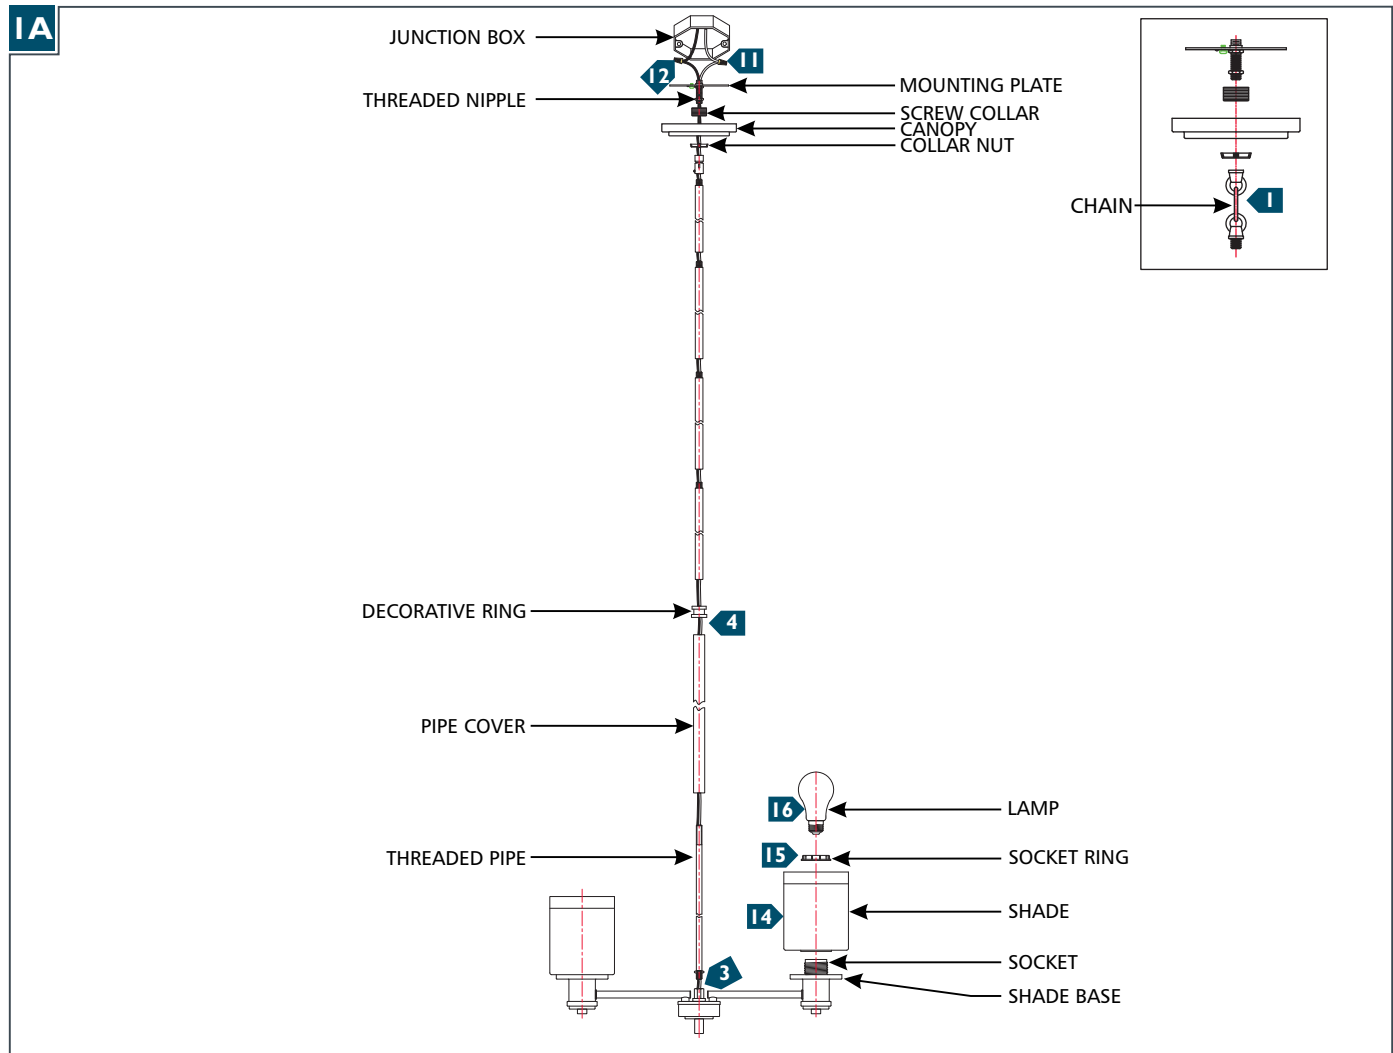 1A
JUNCTION BOX
11
12
MOUNTING PLATE
THREADED NIPPLE
SCREW COLLAR
CANOPY
COLLAR NUT
CHAIN
1
DECORATIVE RING
4
PIPE COVER
16
LAMP
15
SOCKET RING
THREADED PIPE
14
SHADE
SOCKET
3
SHADE BASE